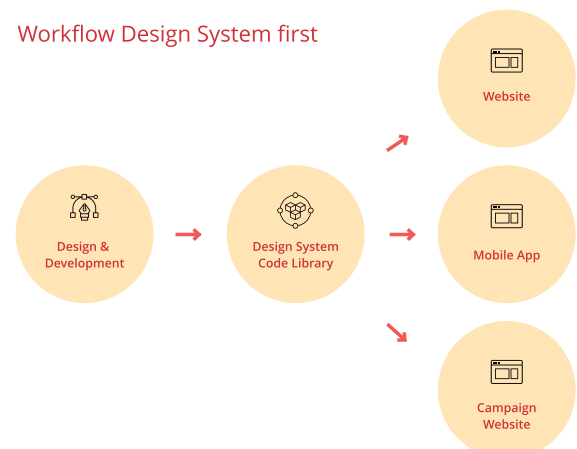 Workflow Design System first
Website
Design &
Development
Design System
Code Library
Mobile App
Campaign
Website